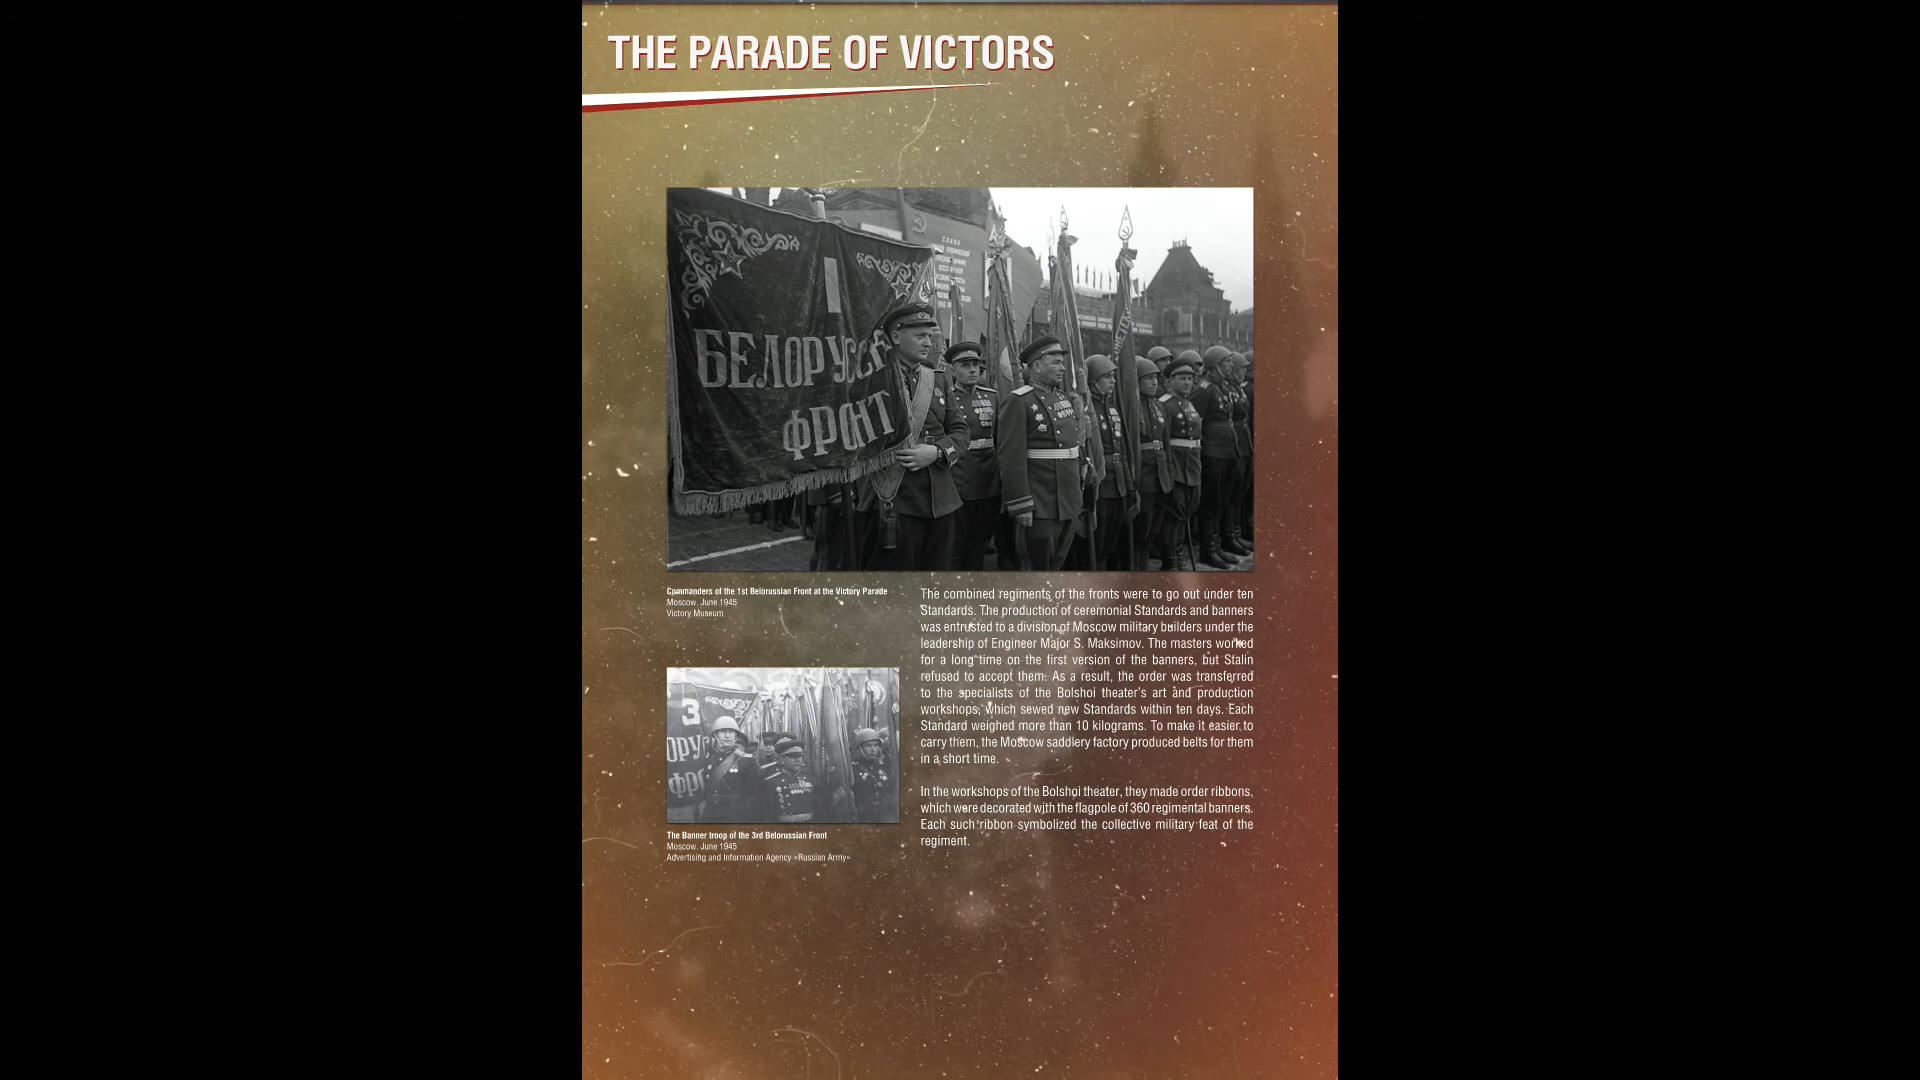 THE PARADE OF VICTORS
СЛАВА
I
БЕЛОРУССК
ФРОНТ
Commanders of the 1st Belorussian Front at the Victory Parade
Moscow. June 1945
Victory Museum
3
ОРУС
ФР
The Banner troop of the 3rd Belorussian Front
Moscow. June 1945
Advertising and Information Agency «Russian Army»
The combined regiments of the fronts were to go out under ten
Standards. The production of ceremonial Standards and banners
was entrusted to a division of Moscow military builders under the
leadership of Engineer Major S. Maksimov. The masters worked
for a long time on the first version of the banners, but Stalin
refused to accept them. As a result, the order was transferred
to the specialists of the Bolshoi theater's art and production
workshops, which sewed new Standards within ten days. Each
Standard weighed more than 10 kilograms. To make it easier to
carry them, the Moscow saddlery factory produced belts for them
in a short time.
In the workshops of the Bolshoi theater, they made order ribbons,
which were decorated with the flagpole of 360 regimental banners.
Each such ribbon symbolized the collective military feat of the
regiment.